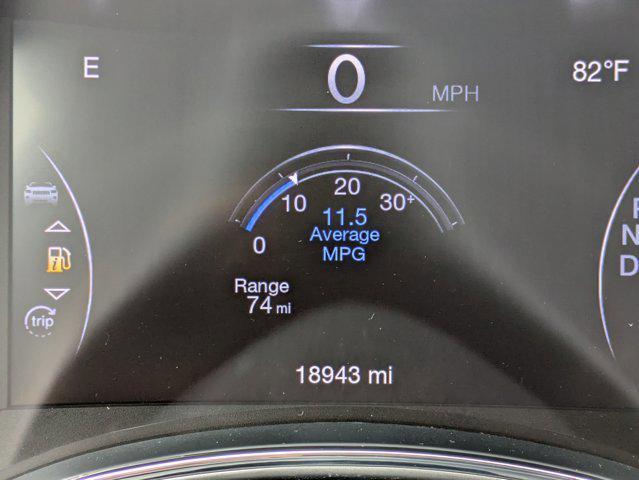 E
0
MPH
82°F
0
10
20
30+
11.5
Average
MPG
Range
74 mi
trip
18943 mi
N
D